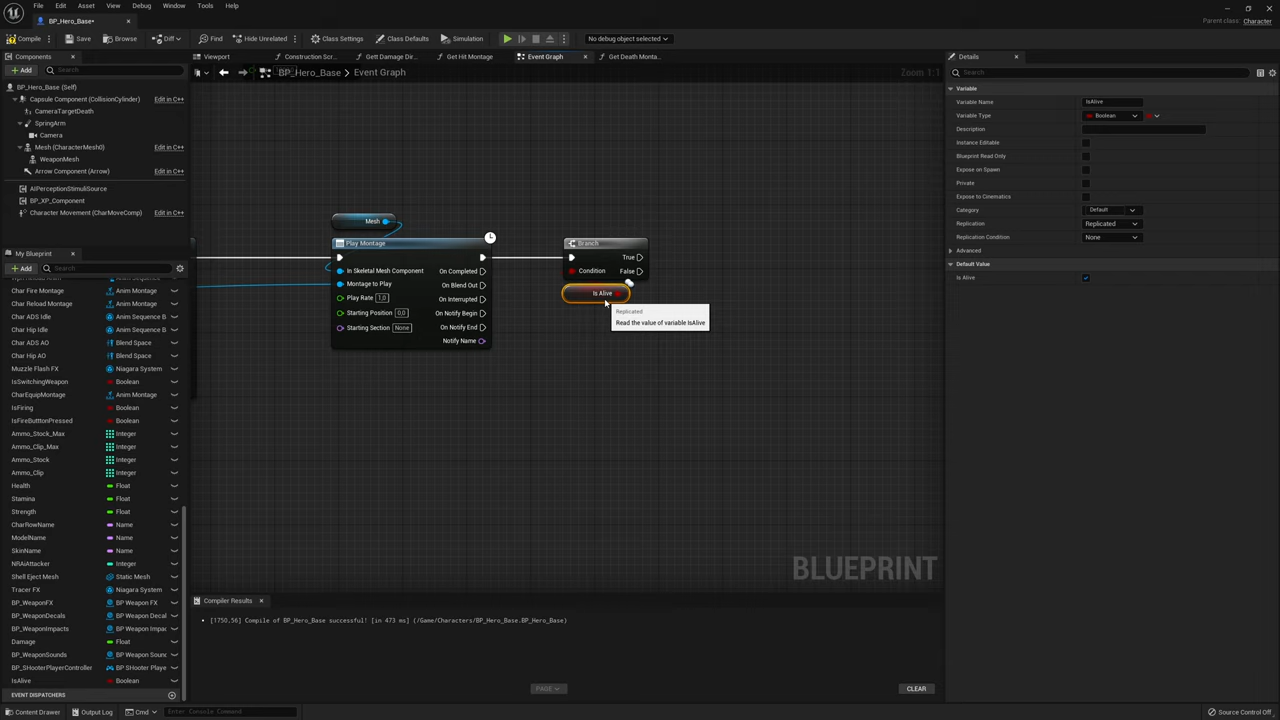 File Edit Asset View Debug Window Tools Help
BP_Hero_Base*
Parent class: Character
Compile Save Browse Diff Find Hide Unrelated Class Settings Class Defaults Simulation No debug object selected
Components
Viewport Construction Scr... Gett Damage Dir... Get Hit Montage Event Graph Get Death Monta...
Details
Add Search
BP_Hero_Base > Event Graph
Zoom 1:1
Search
BP_Hero_Base (Self)
Capsule Component (CollisionCylinder) Edit in C++
CameraTargetDeath
SpringArm
Camera
Mesh (CharacterMesh0) Edit in C++
WeaponMesh
Arrow Component (Arrow) Edit in C++
AIPerceptionStimuliSource
BP_XP_Component
Character Movement (CharMoveComp) Edit in C++
My Blueprint
Add Search
Char Fire Montage Anim Montage
Char Reload Montage Anim Montage
Char ADS Idle Anim Sequence B
Char Hip Idle Anim Sequence B
Char ADS AO Blend Space
Char Hip AO Blend Space
Muzzle Flash FX Niagara System
IsSwitchingWeapon Boolean
CharEquipMontage Anim Montage
IsFiring Boolean
IsFireButttonPressed Boolean
Ammo_Stock_Max Integer
Ammo_Clip_Max Integer
Ammo_Stock Integer
Ammo_Clip Integer
Health Float
Stamina Float
Strength Float
CharRowName Name
ModelName Name
SkinName Name
NRAiAttacker Integer
Shell Eject Mesh Static Mesh
Tracer FX Niagara System
BP_WeaponFX BP Weapon FX
BP_WeaponDecals BP Weapon Decal
BP_WeaponImpacts BP Weapon Impac
Damage Float
BP_WeaponSounds BP Weapon Sound
BP_SHooterPlayerController BP SHooter Playe
IsAlive Boolean
EVENT DISPATCHERS
Mesh
Play Montage
In Skeletal Mesh Component On Completed
Montage to Play On Blend Out
Play Rate 1,0 On Interrupted
Starting Position 0,0 On Notify Begin
Starting Section None On Notify End
Notify Name
Branch
True
Condition False
Is Alive
Replicated
Read the value of variable IsAlive
BLUEPRINT
Variable
Variable Name IsAlive
Variable Type Boolean
Description
Instance Editable
Blueprint Read Only
Expose on Spawn
Private
Expose to Cinematics
Category Default
Replication Replicated
Replication Condition None
Advanced
Default Value
Is Alive
Compiler Results
[1750.56] Compile of BP_Hero_Base successful! [in 473 ms] (/Game/Characters/BP_Hero_Base.BP_Hero_Base)
PAGE
CLEAR
Content Drawer Output Log Cmd Enter Console Command
Source Control Off